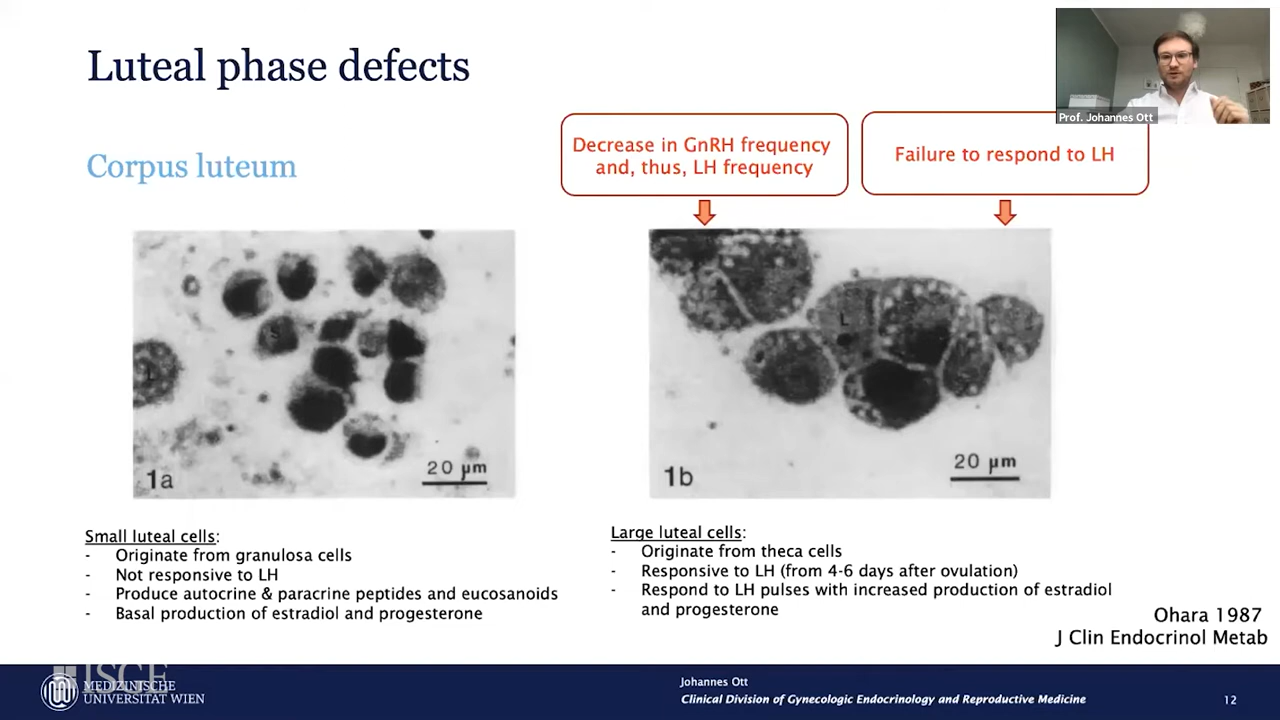 Luteal phase defects
Prof. Johannes Ott
Corpus luteum
Decrease in GnRH frequency
and, thus, LH frequency
Failure to respond to LH
S
L
1a
20 µm
L
1b
20 µm
Small luteal cells:
- Originate from granulosa cells
- Not responsive to LH
- Produce autocrine & paracrine peptides and eucosanoids
- Basal production of estradiol and progesterone
Large luteal cells:
- Originate from theca cells
- Responsive to LH (from 4-6 days after ovulation)
- Respond to LH pulses with increased production of estradiol
and progesterone
Ohara 1987
J Clin Endocrinol Metab
ISGE
MEDIZINISCHE
UNIVERSITÄT WIEN
Johannes Ott
Clinical Division of Gynecologic Endocrinology and Reproductive Medicine
12